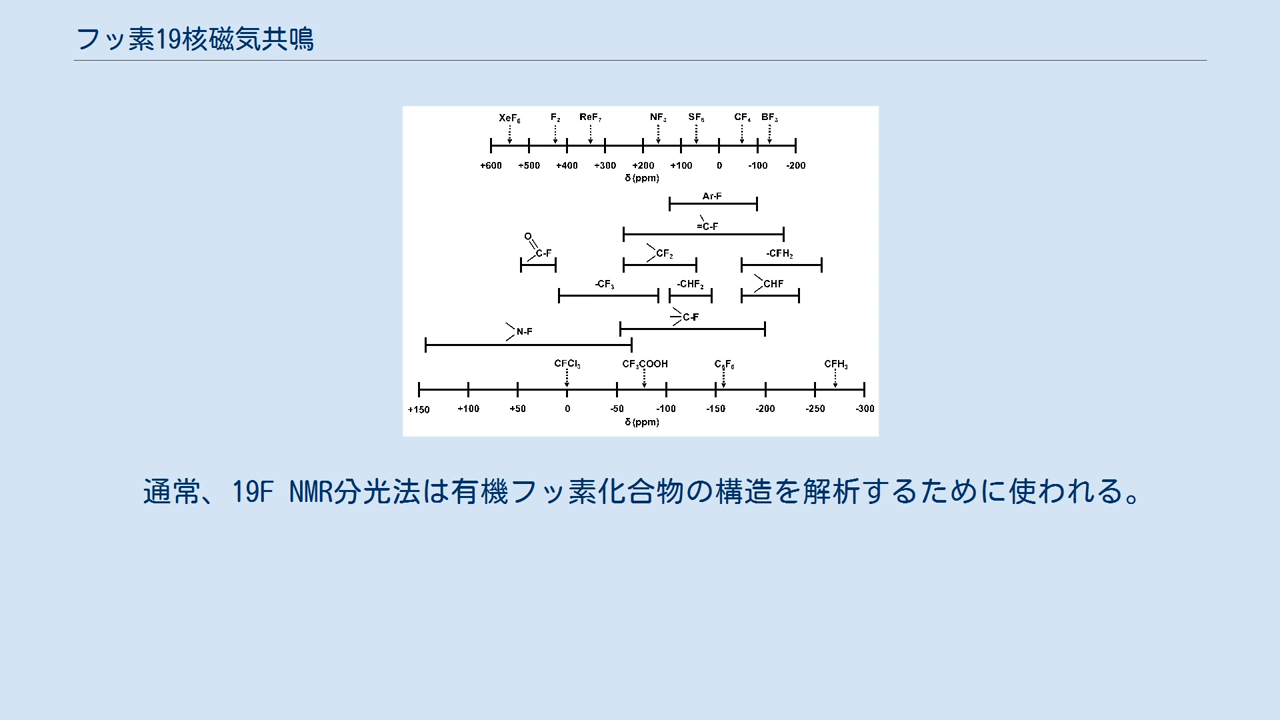 フッ素19核磁気共鳴
XeF₆ F₂ ReF₇ NF₃ SF₆ CF₄ BF₃
+600 +500 +400 +300 +200 +100 0 -100 -200
δ(ppm)
Ar-F
=C-F
O
C-F CF₂ -CFH₂
-CF₃ -CHF₂ CHF
C-F
N-F
CFCl₃ CF₃COOH C₆F₆ CFH₃
+150 +100 +50 0 -50 -100 -150 -200 -250 -300
δ(ppm)
通常、19F NMR分光法は有機フッ素化合物の構造を解析するために使われる。